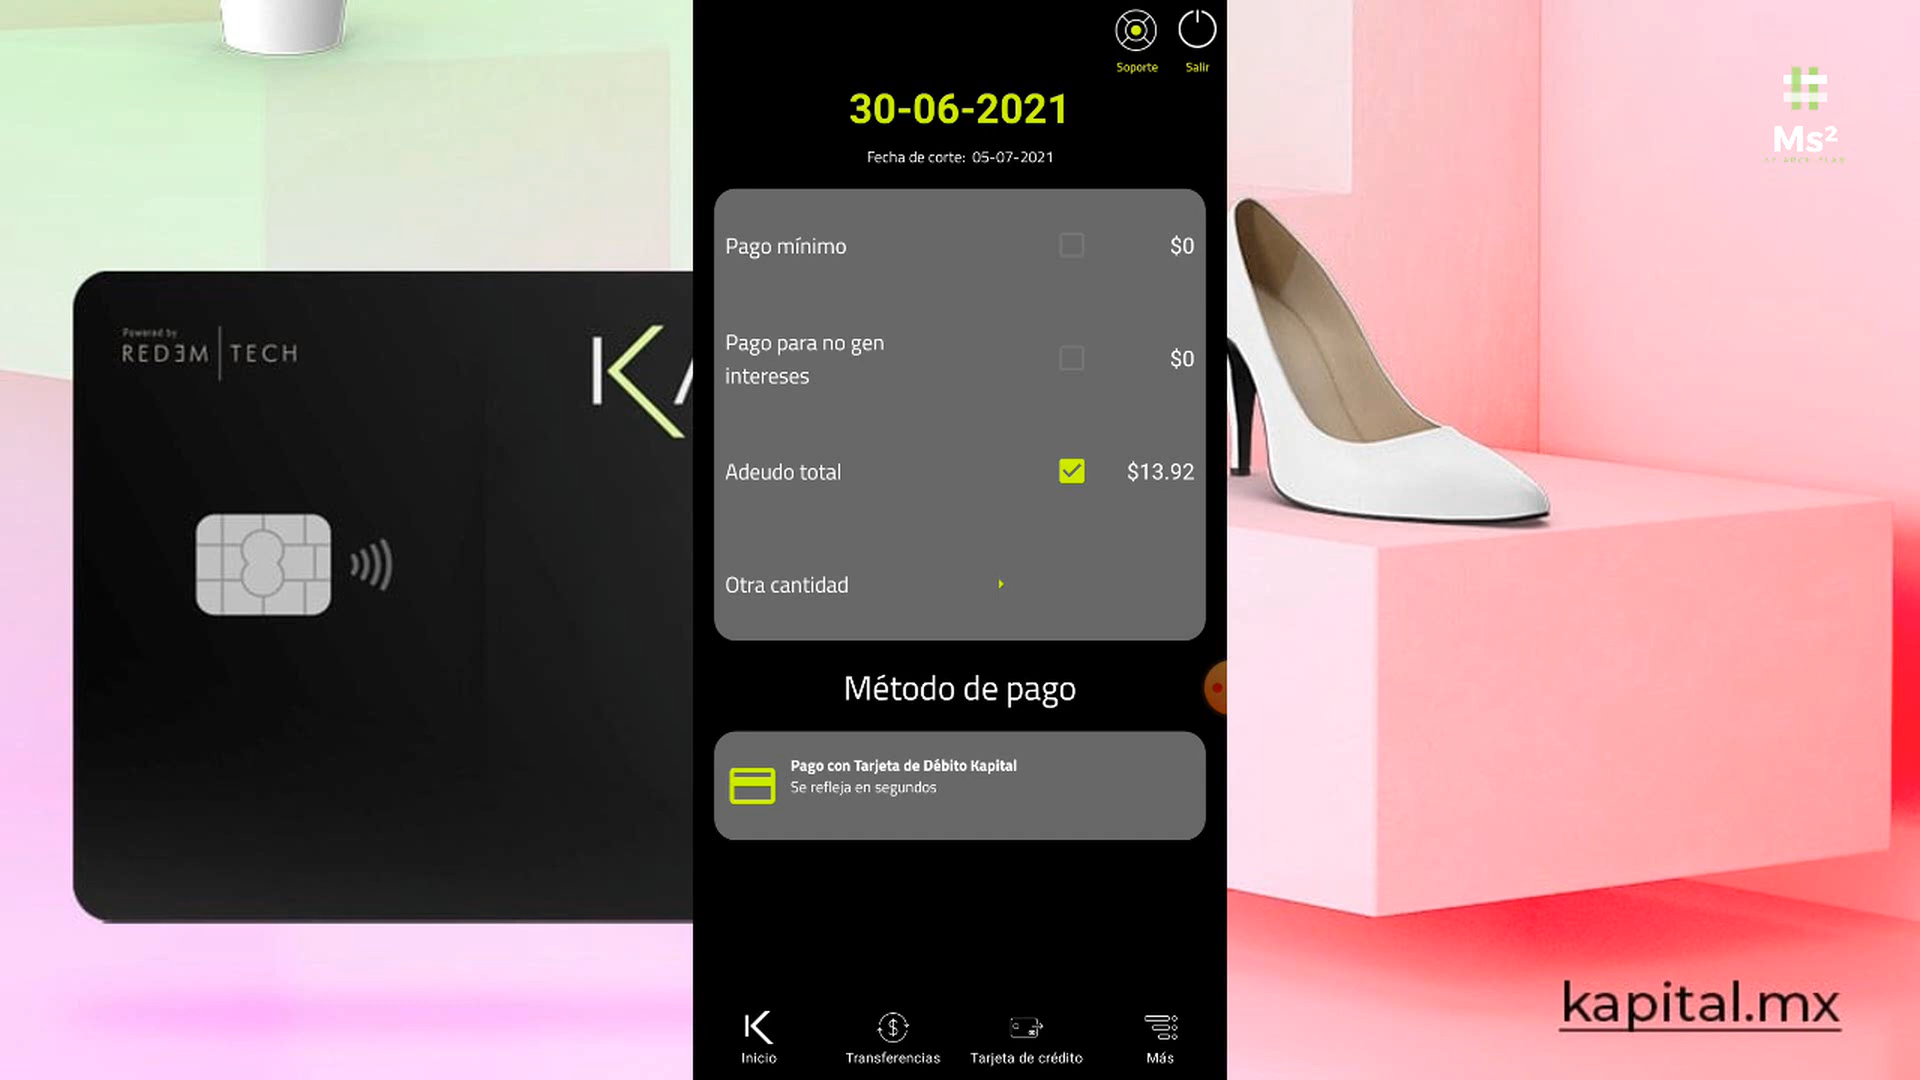 Soporte
Salir
30-06-2021
Fecha de corte: 05-07-2021
Pago mínimo
$0
Pago para no gen
intereses
$0
Adeudo total
$13.92
Otra cantidad
Método de pago
Pago con Tarjeta de Débito Kapital
Se refleja en segundos
Inicio
Transferencias
Tarjeta de crédito
Más
Powered by
REDƎM | TECH
KA
Ms²
kapital.mx